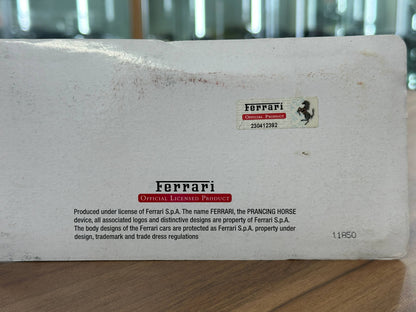 Ferrari
OFFICIAL PRODUCT
230412392
Ferrari
OFFICIAL LICENSED PRODUCT
Produced under license of Ferrari S.p.A. The name FERRARI, the PRANCING HORSE
device, all associated logos and distinctive designs are property of Ferrari S.p.A.
The body designs of the Ferrari cars are protected as Ferrari S.p.A. property under
design, trademark and trade dress regulations
11A50